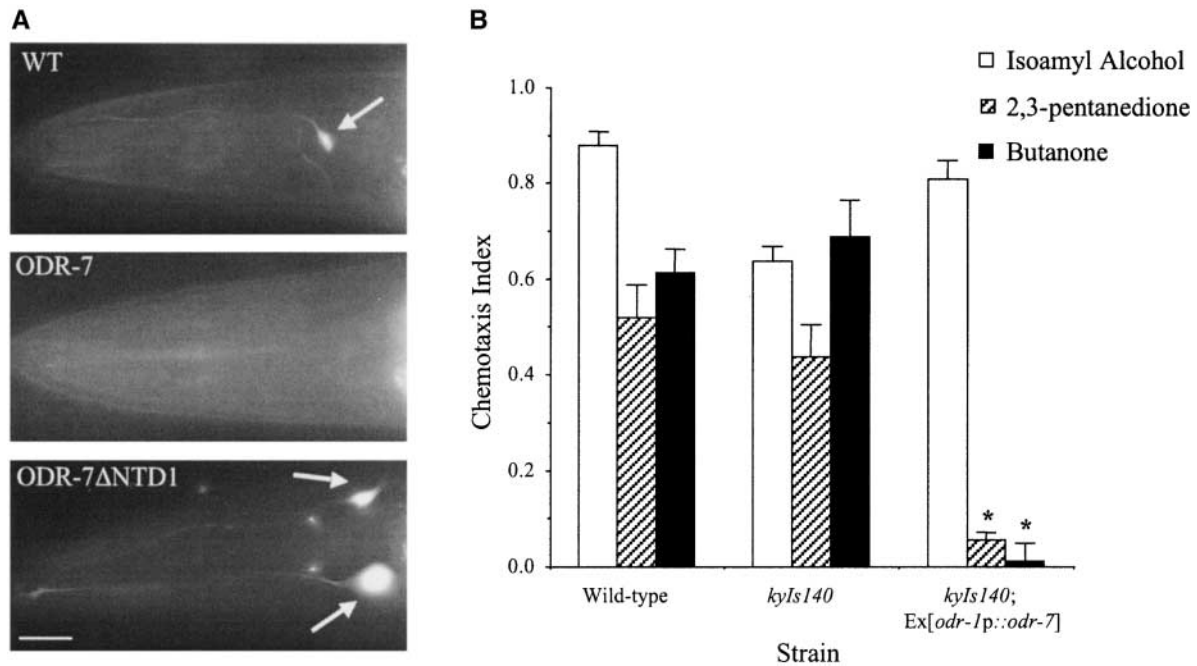 A
WT
ODR-7
ODR-7ΔNTD1
B
Isoamyl Alcohol
2,3-pentanedione
Butanone
Chemotaxis Index
1.0
0.8
0.6
0.4
0.2
0.0
* *
Wild-type
kyIs140
kyIs140;
Ex[odr-1p::odr-7]
Strain